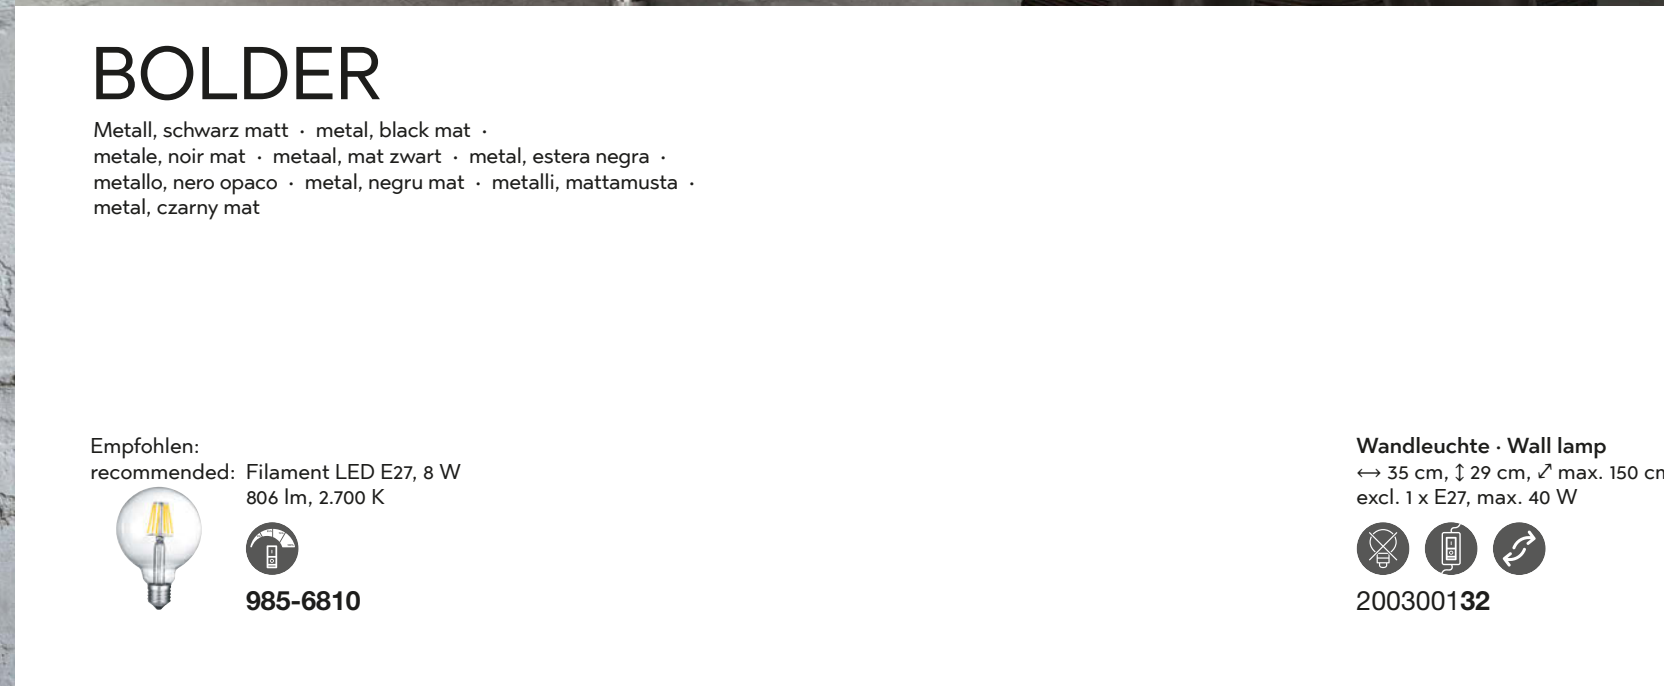 BOLDER
Metall, schwarz matt · metal, black mat ·
metale, noir mat · metaal, mat zwart · metal, estera negra ·
metallo, nero opaco · metal, negru mat · metalli, mattamusta ·
metal, czarny mat
Empfohlen:
recommended: Filament LED E27, 8 W
806 lm, 2.700 K
985-6810
Wandleuchte · Wall lamp
↔ 35 cm, ↕ 29 cm, ⤢ max. 150 cm
excl. 1 x E27, max. 40 W
200300132